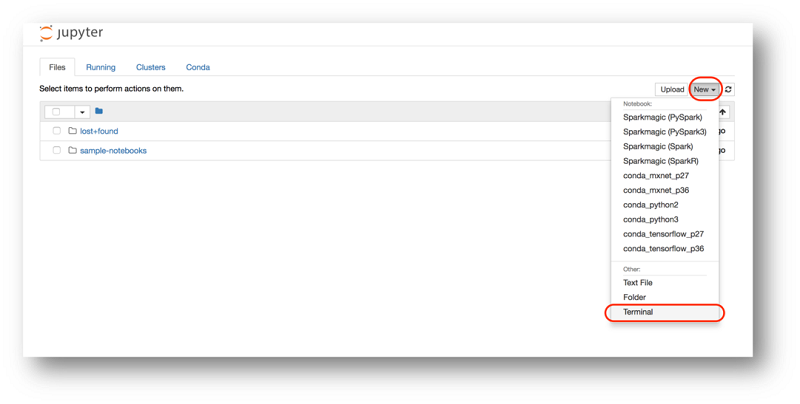 jupyter
Files Running Clusters Conda
Select items to perform actions on them.
Upload New
Notebook:
lost+found
sample-notebooks
go
go
Sparkmagic (PySpark)
Sparkmagic (PySpark3)
Sparkmagic (Spark)
Sparkmagic (SparkR)
conda_mxnet_p27
conda_mxnet_p36
conda_python2
conda_python3
conda_tensorflow_p27
conda_tensorflow_p36
Other:
Text File
Folder
Terminal